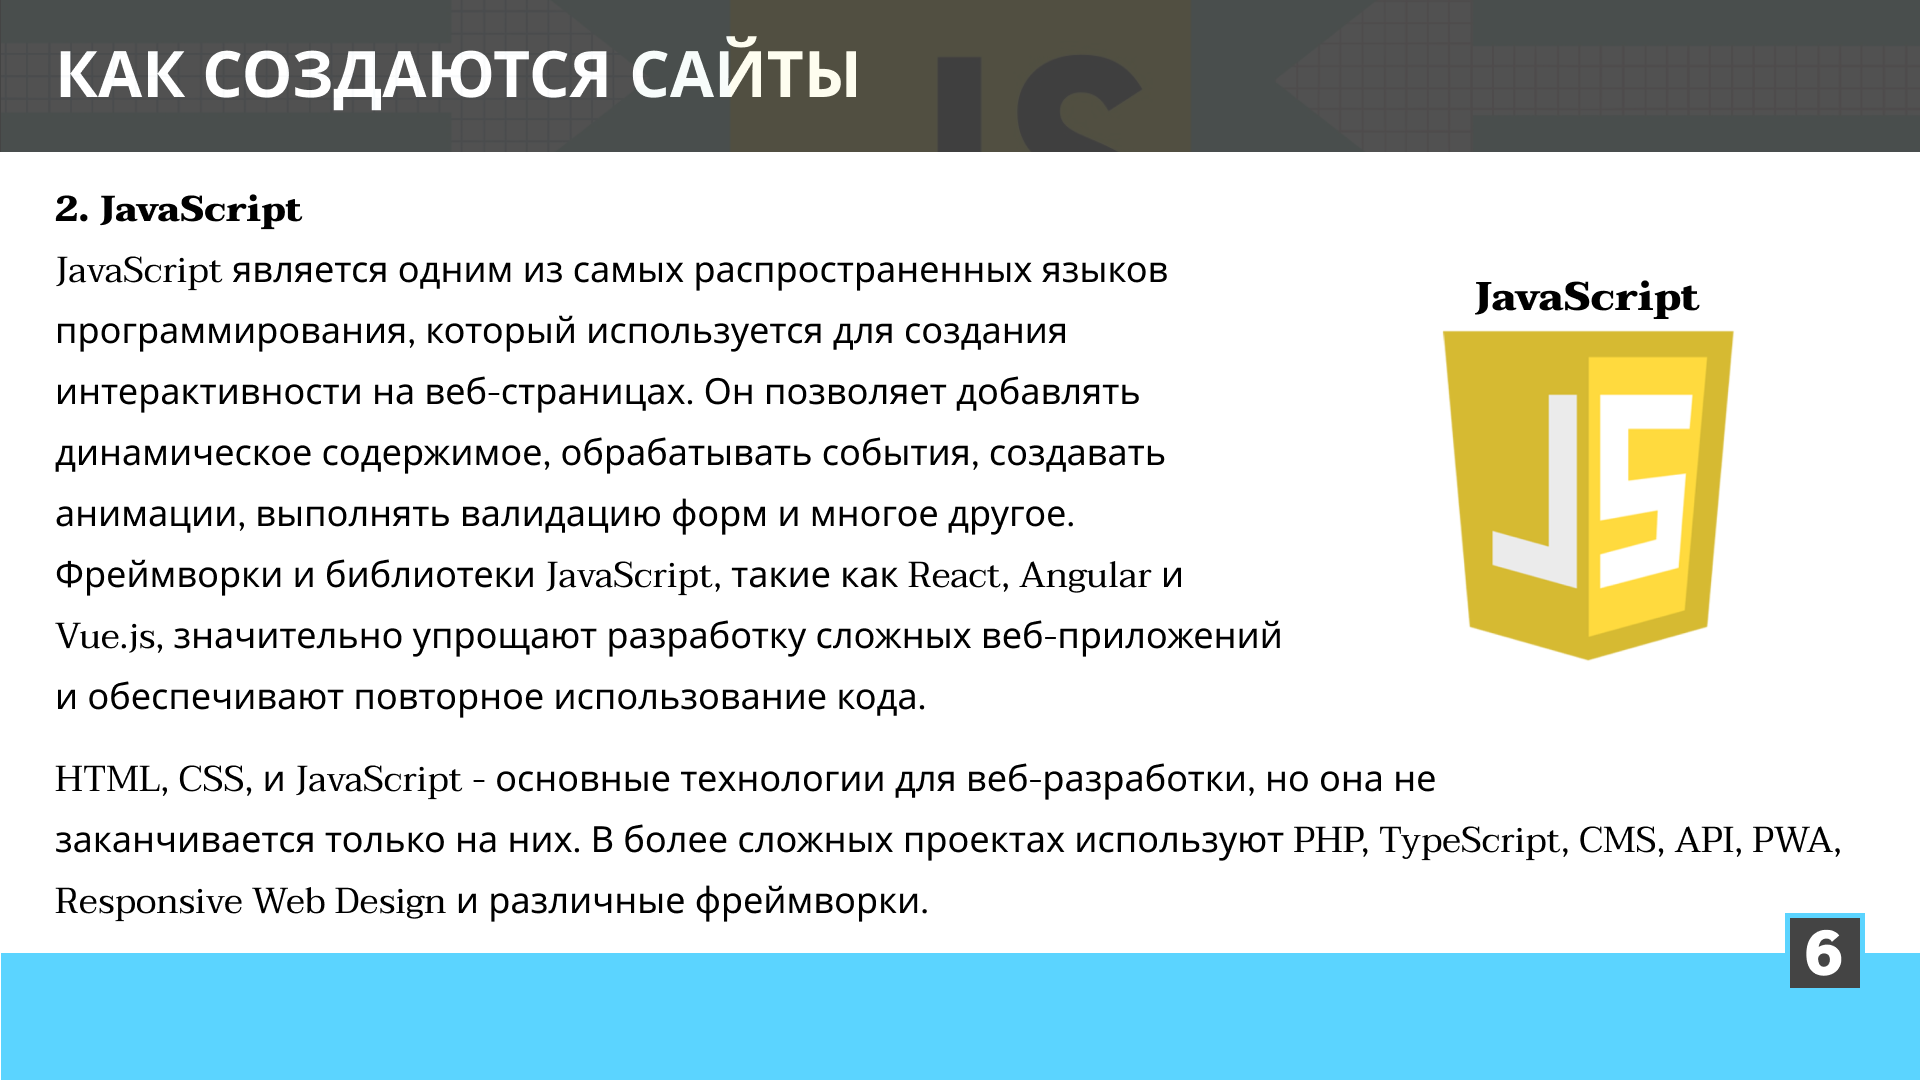 КАК СОЗДАЮТСЯ САЙТЫ
JS
2. JavaScript
JavaScript является одним из самых распространенных языков
программирования, который используется для создания
интерактивности на веб-страницах. Он позволяет добавлять
динамическое содержимое, обрабатывать события, создавать
анимации, выполнять валидацию форм и многое другое.
Фреймворки и библиотеки JavaScript, такие как React, Angular и
Vue.js, значительно упрощают разработку сложных веб-приложений
и обеспечивают повторное использование кода.
JavaScript
JS
HTML, CSS, и JavaScript - основные технологии для веб-разработки, но она не
заканчивается только на них. В более сложных проектах используют PHP, TypeScript, CMS, API, PWA,
Responsive Web Design и различные фреймворки.
6